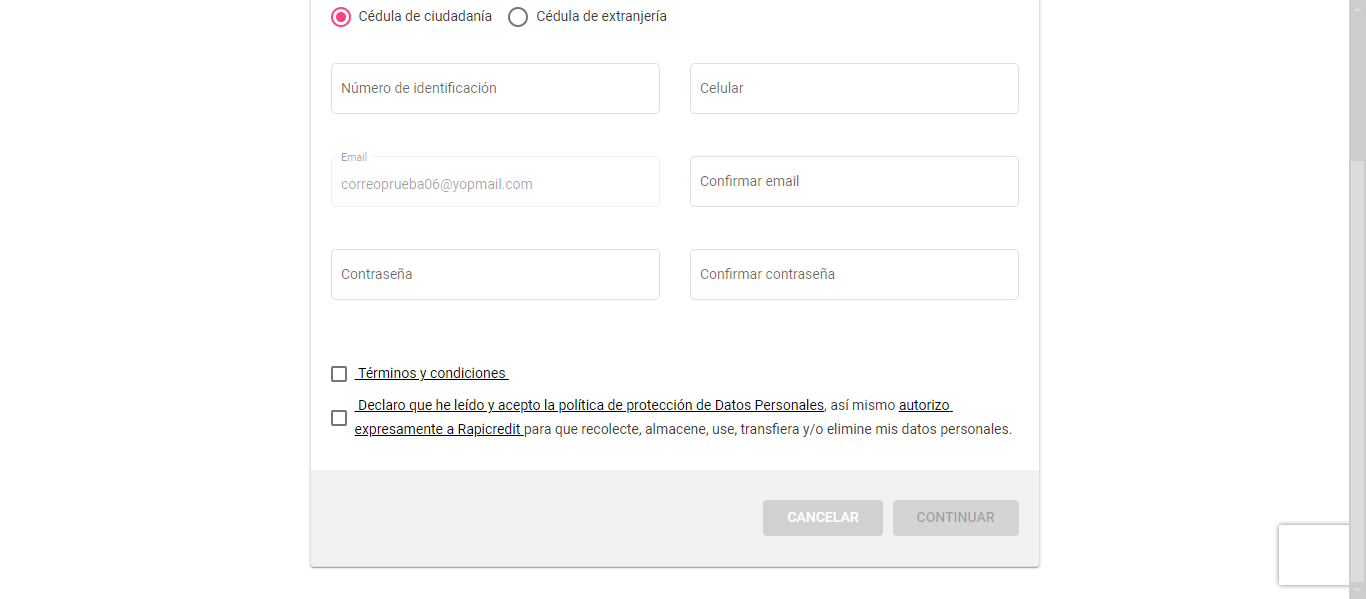 Cédula de ciudadanía Cédula de extranjería
Número de identificación Celular
Email
correoprueba06@yopmail.com Confirmar email
Contraseña Confirmar contraseña
Términos y condiciones
Declaro que he leído y acepto la política de protección de Datos Personales, así mismo autorizo
expresamente a Rapicredit para que recolecte, almacene, use, transfiera y/o elimine mis datos personales.
CANCELAR CONTINUAR